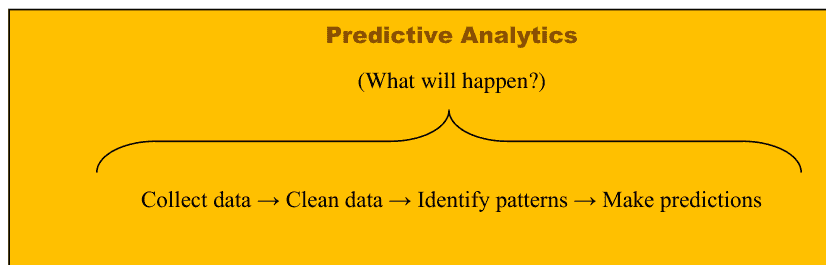 Predictive Analytics
(What will happen?)
Collect data → Clean data → Identify patterns → Make predictions